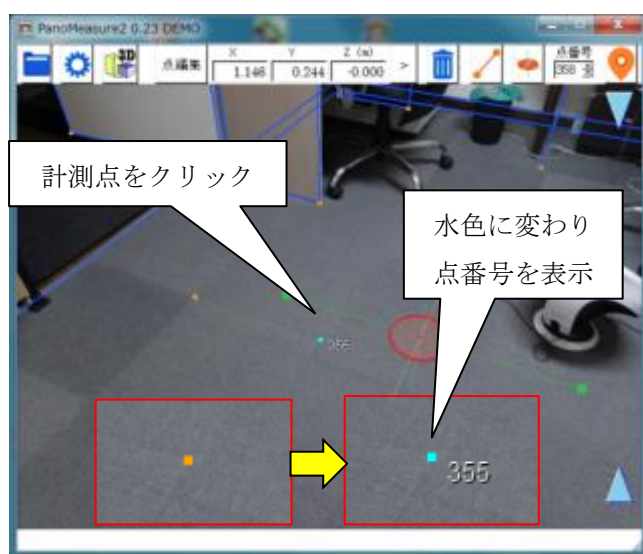 PanoMeasure2 0.23 DEMO
3D
点編集
X Y Z (m)
1.146 0.244 -0.000 >
点番号
358
計測点をクリック
水色に変わり
点番号を表示
355
355